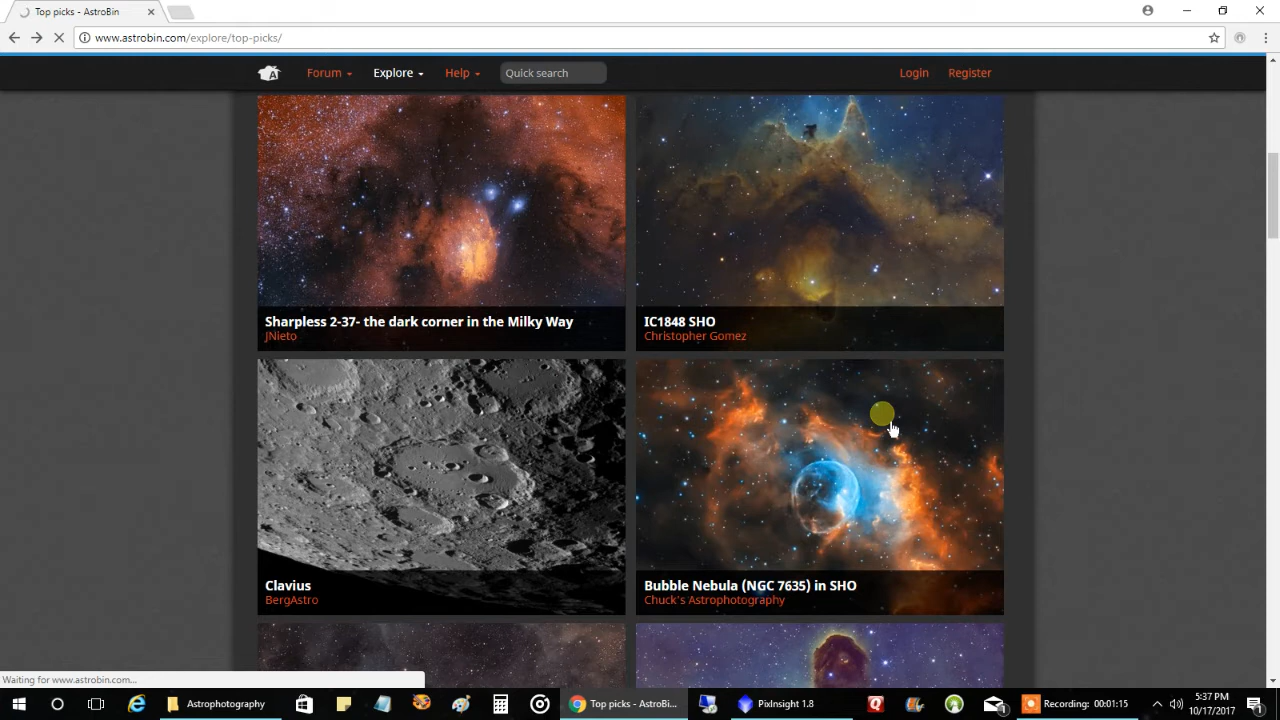 Top picks - AstroBin
www.astrobin.com/explore/top-picks/
A
Forum Explore Help Quick search Login Register
Sharpless 2-37- the dark corner in the Milky Way
JNieto
IC1848 SHO
Christopher Gomez
Clavius
BergAstro
Bubble Nebula (NGC 7635) in SHO
Chuck's Astrophotography
Waiting for www.astrobin.com...
Astrophotography
Top picks - AstroBi...
PixInsight 1.8
Recording: 00:01:15
5:37 PM
10/17/2017